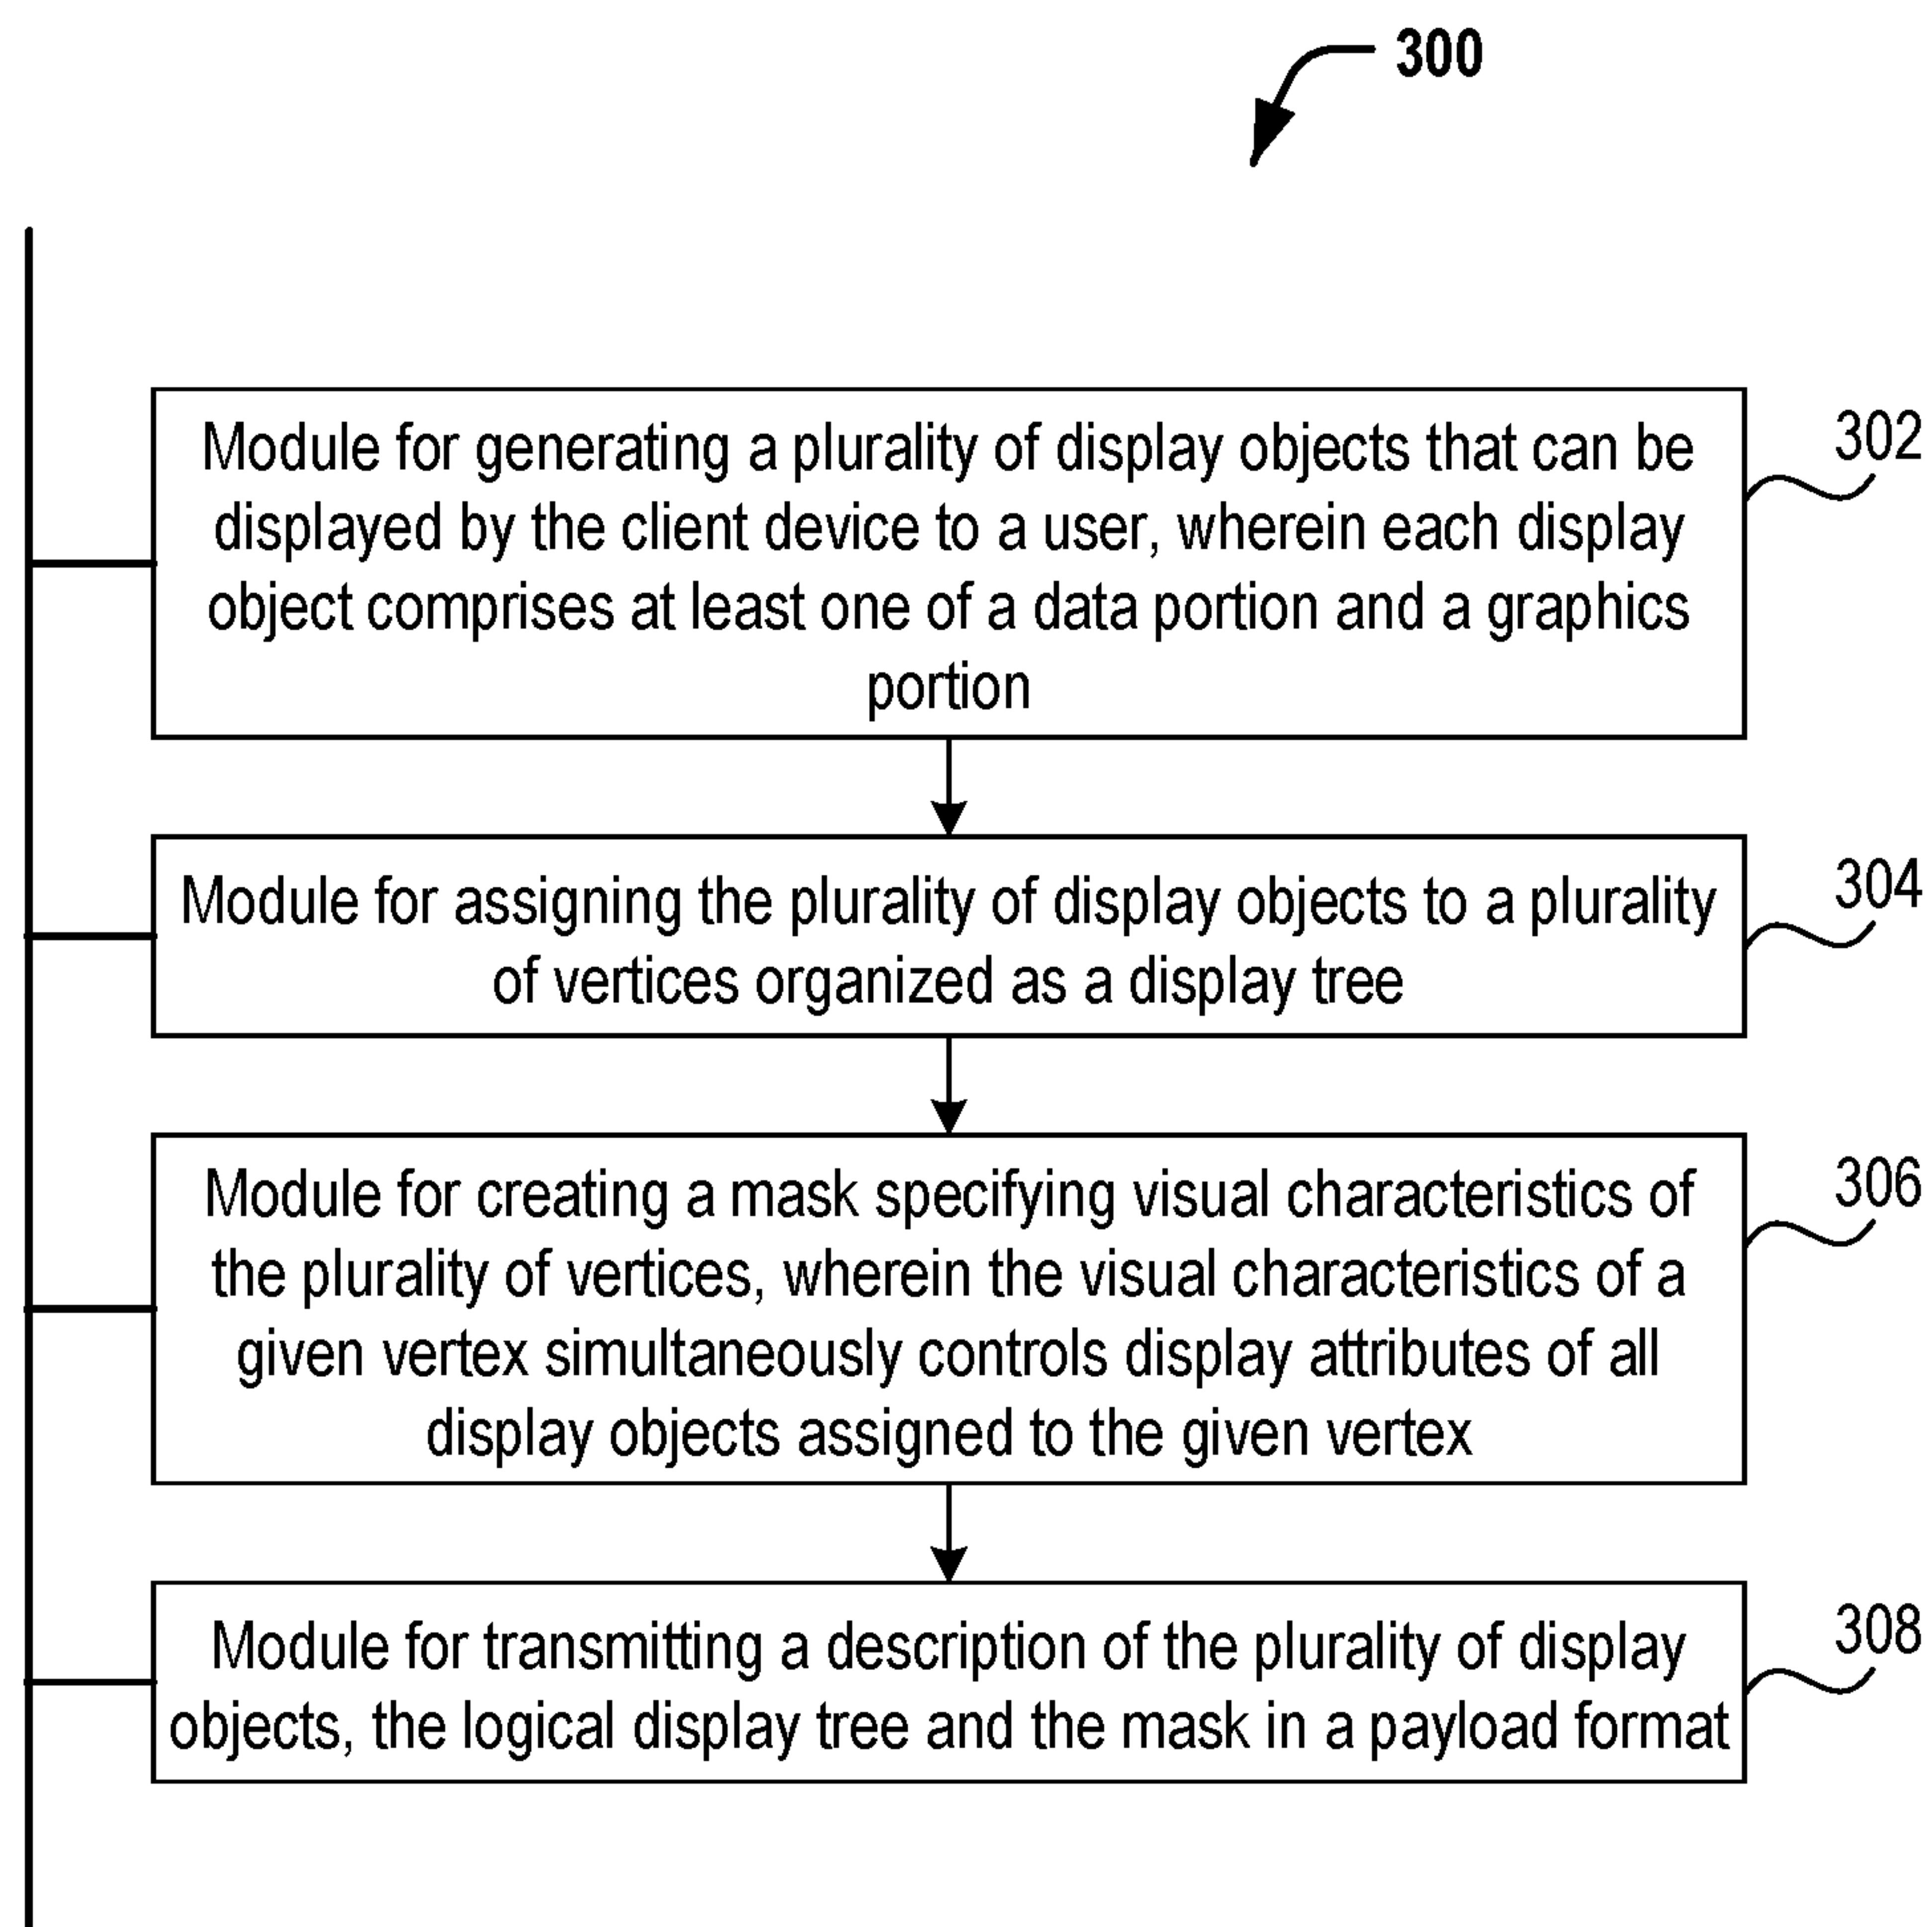 300
Module for generating a plurality of display objects that can be
displayed by the client device to a user, wherein each display
object comprises at least one of a data portion and a graphics
portion
302
Module for assigning the plurality of display objects to a plurality
of vertices organized as a display tree
304
Module for creating a mask specifying visual characteristics of
the plurality of vertices, wherein the visual characteristics of a
given vertex simultaneously controls display attributes of all
display objects assigned to the given vertex
306
Module for transmitting a description of the plurality of display
objects, the logical display tree and the mask in a payload format
308